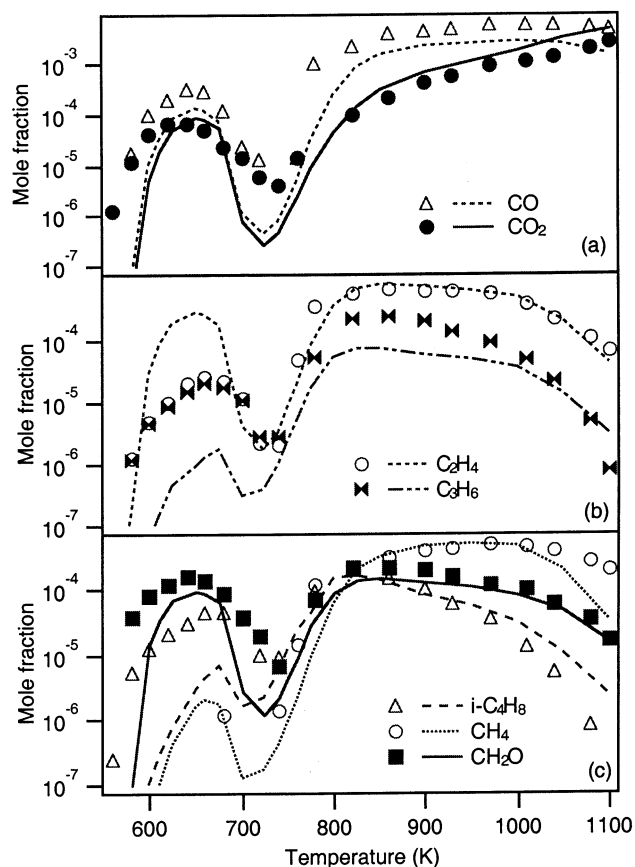 Mole fraction
10⁻³
10⁻⁴
10⁻⁵
10⁻⁶
10⁻⁷
CO
CO₂
(a)
Mole fraction
10⁻⁴
10⁻⁵
10⁻⁶
10⁻⁷
C₂H₄
C₃H₆
(b)
Mole fraction
10⁻⁴
10⁻⁵
10⁻⁶
10⁻⁷
i-C₄H₈
CH₄
CH₂O
(c)
600 700 800 900 1000 1100
Temperature (K)